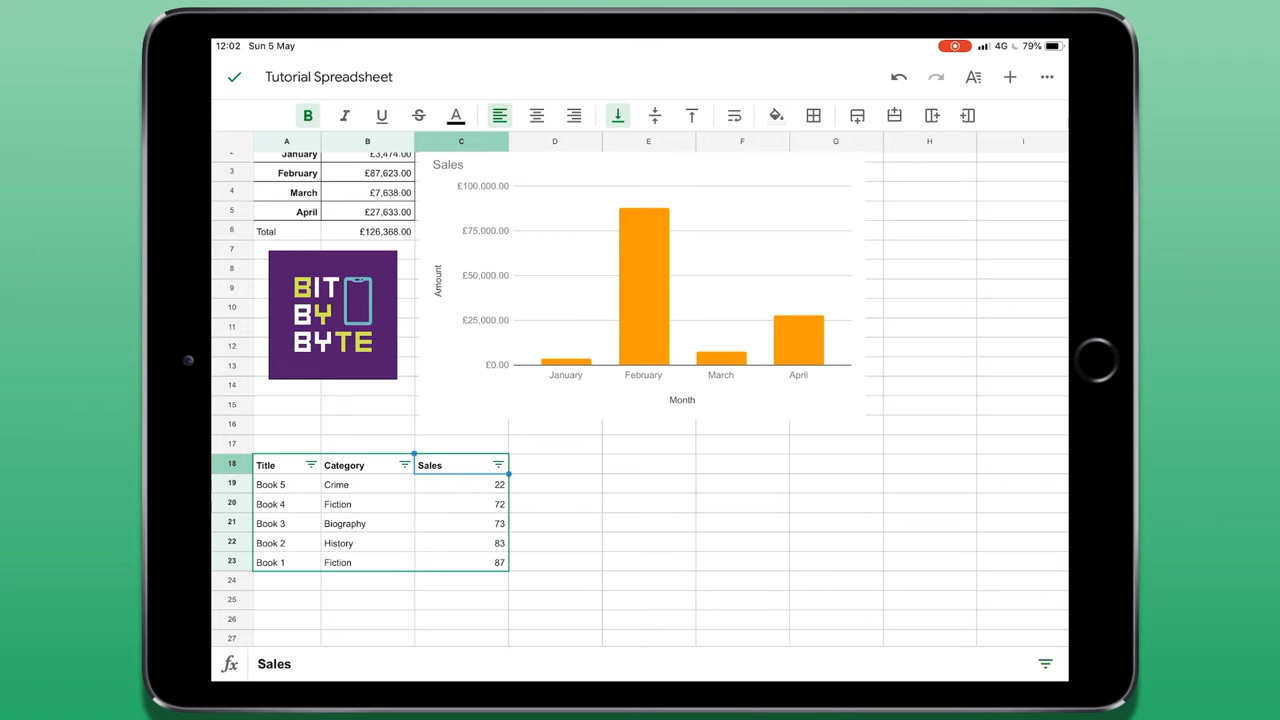 12:02 Sun 5 May 4G 79%
Tutorial Spreadsheet
B I U S A
A B C D E F G H I
2 January £3,474.00
3 February £87,623.00
4 March £7,638.00
5 April £27,633.00
6 Total £126,368.00
7
8
9
10
11
12
13
14
15
16
17
BIT
BY
BYTE
Sales
£100,000.00
£75,000.00
£50,000.00
£25,000.00
£0.00
Amount
January February March April
Month
18 Title Category Sales
19 Book 5 Crime 22
20 Book 4 Fiction 72
21 Book 3 Biography 73
22 Book 2 History 83
23 Book 1 Fiction 87
24
25
26
27
fx Sales